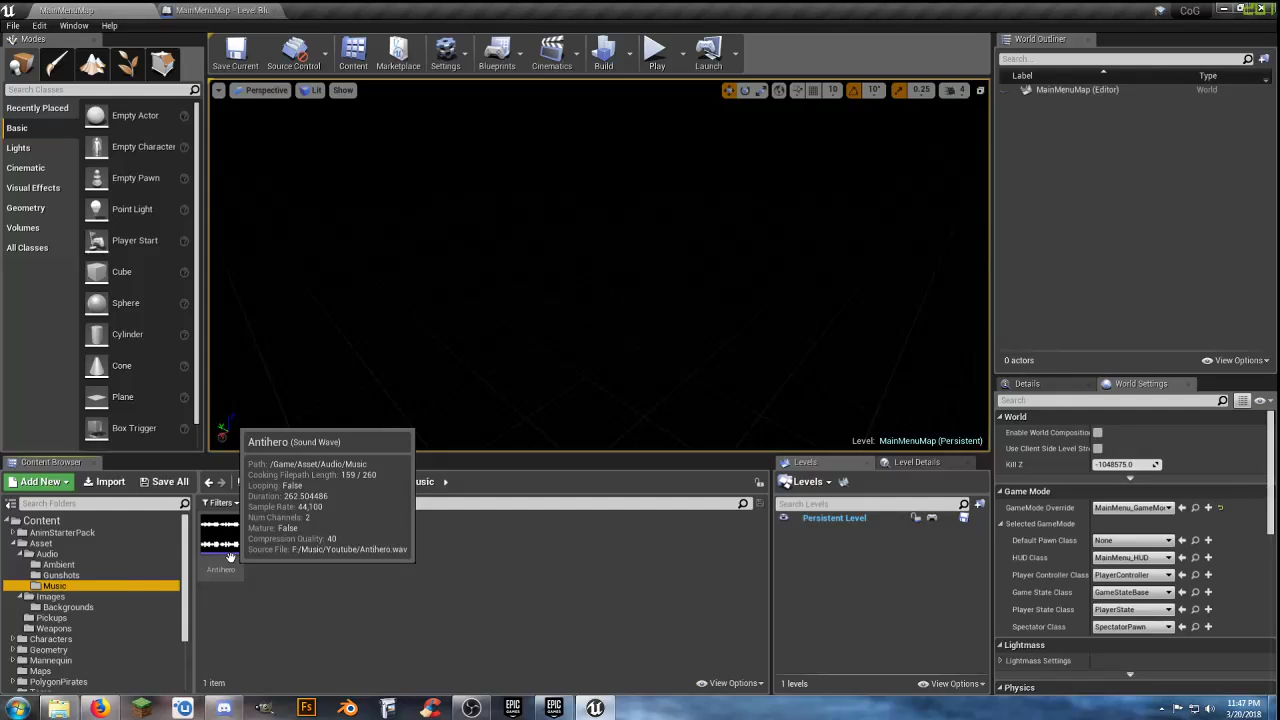 MainMenuMap
MainMenuMap - Level Blu
CoG
File Edit Window Help
Modes
Search Classes
Recently Placed
Basic
Lights
Cinematic
Visual Effects
Geometry
Volumes
All Classes
Empty Actor
Empty Character
Empty Pawn
Point Light
Player Start
Cube
Sphere
Cylinder
Cone
Plane
Box Trigger
Save Current
Source Control
Content
Marketplace
Settings
Blueprints
Cinematics
Build
Play
Launch
Perspective
Lit
Show
10
10°
0.25
4
Level: MainMenuMap (Persistent)
World Outliner
Search...
Label Type
MainMenuMap (Editor) World
0 actors
View Options
Details
World Settings
Search
World
Enable World Compositio
Use Client Side Level Str
Kill Z -1048575.0
Game Mode
GameMode Override MainMenu_GameMo
Selected GameMode
Default Pawn Class None
HUD Class MainMenu_HUD
Player Controller Class PlayerController
Game State Class GameStateBase
Player State Class PlayerState
Spectator Class SpectatorPawn
Lightmass
Lightmass Settings
Physics
Content Browser
Add New
Import
Save All
usic
Search Folders
Filters
Content
AnimStarterPack
Asset
Audio
Ambient
Gunshots
Music
Images
Backgrounds
Pickups
Weapons
Characters
Geometry
Mannequin
Maps
PolygonPirates
Antihero
1 item
View Options
Antihero (Sound Wave)
Path: /Game/Asset/Audio/Music
Cooking Filepath Length: 159 / 260
Looping: False
Duration: 262.504486
Sample Rate: 44,100
Num Channels: 2
Mature: False
Compression Quality: 40
Source File: F:/Music/Youtube/Antihero.wav
Levels
Level Details
Levels
Search Levels
Persistent Level
1 levels
View Options
Fs
EPIC GAMES
EPIC GAMES
11:47 PM
3/20/2018